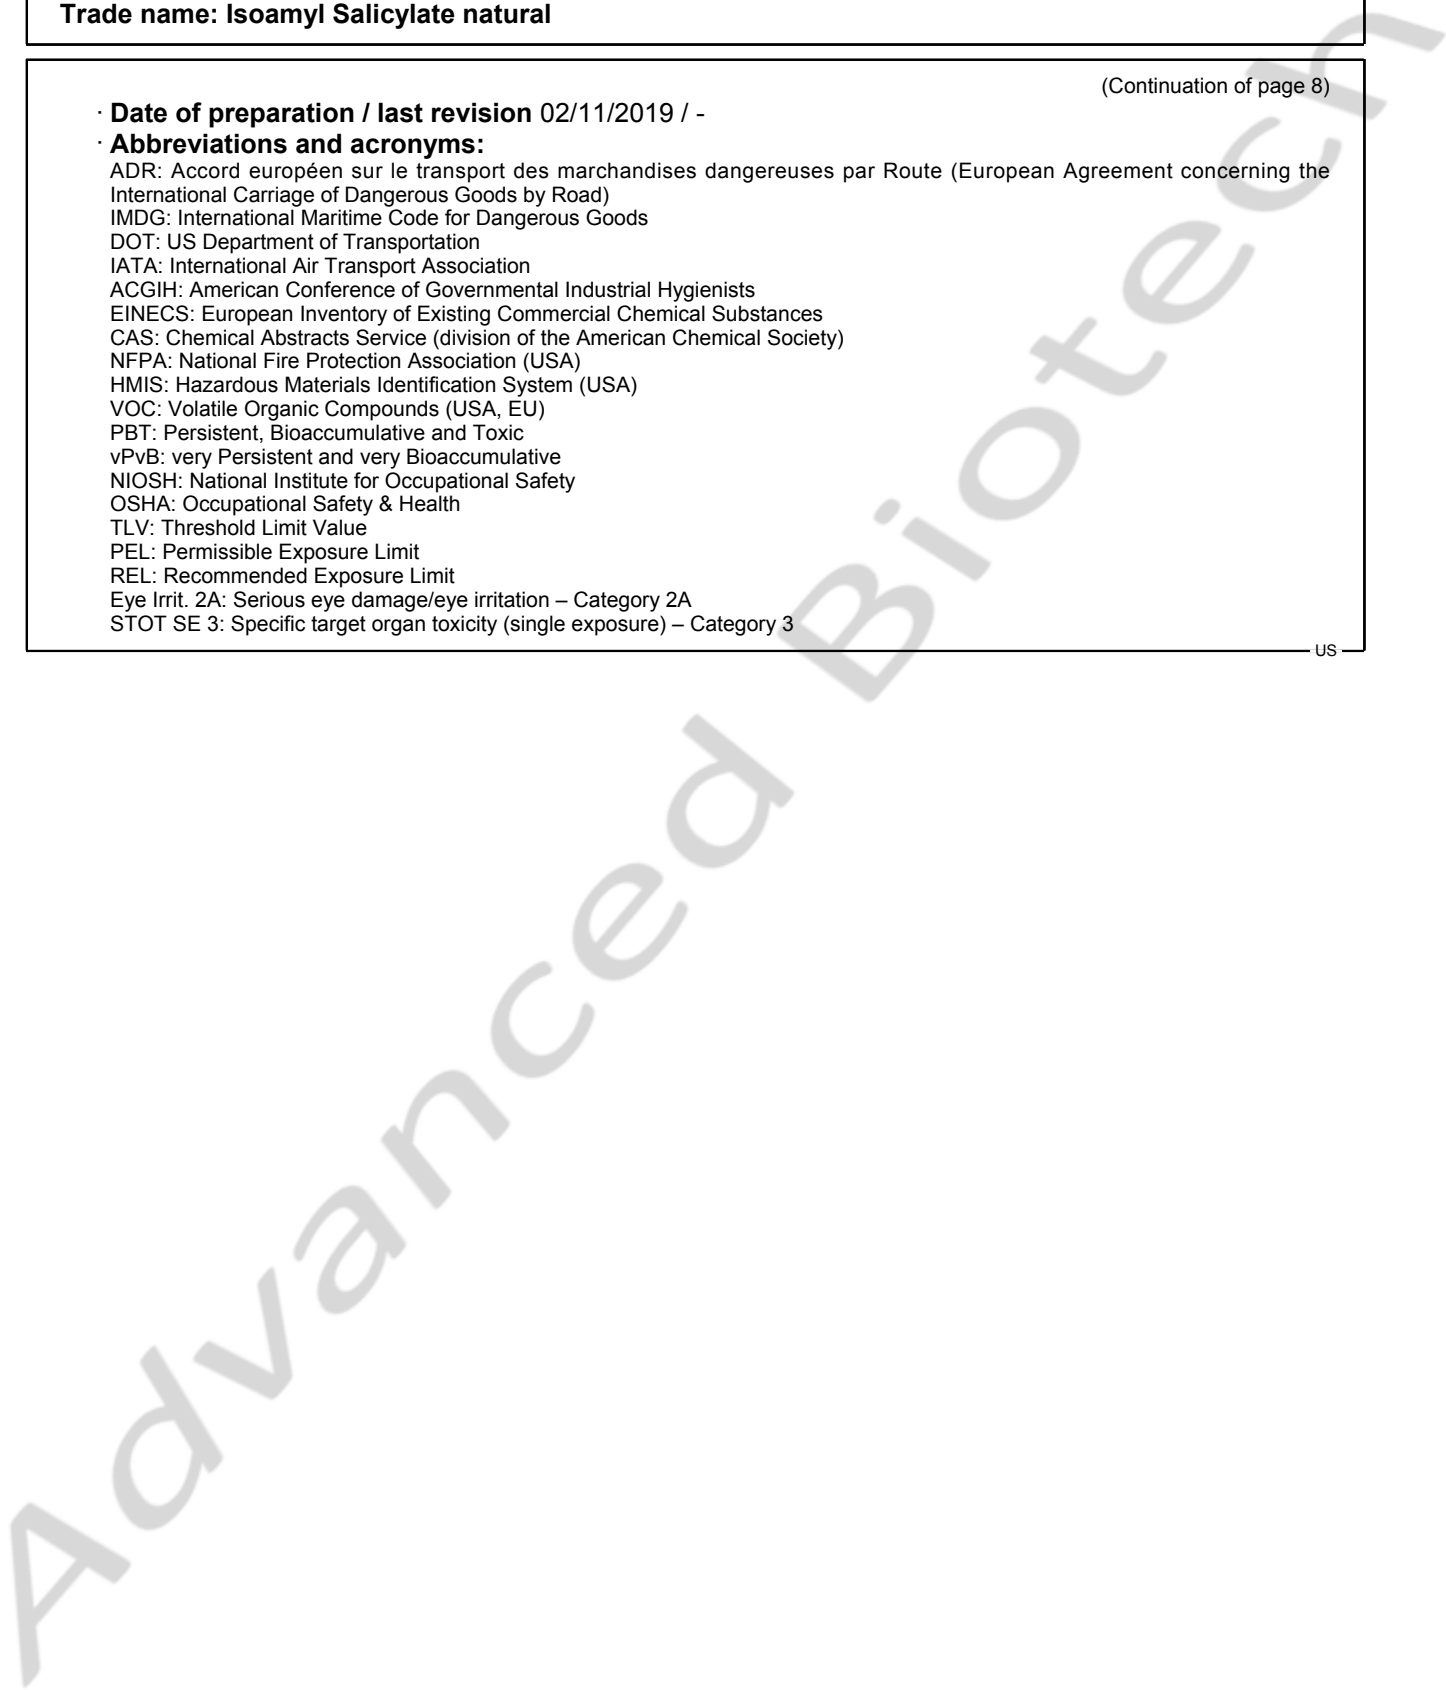 Trade name: Isoamyl Salicylate natural
(Continuation of page 8)
· Date of preparation / last revision 02/11/2019 / -
· Abbreviations and acronyms:
ADR: Accord européen sur le transport des marchandises dangereuses par Route (European Agreement concerning the
International Carriage of Dangerous Goods by Road)
IMDG: International Maritime Code for Dangerous Goods
DOT: US Department of Transportation
IATA: International Air Transport Association
ACGIH: American Conference of Governmental Industrial Hygienists
EINECS: European Inventory of Existing Commercial Chemical Substances
CAS: Chemical Abstracts Service (division of the American Chemical Society)
NFPA: National Fire Protection Association (USA)
HMIS: Hazardous Materials Identification System (USA)
VOC: Volatile Organic Compounds (USA, EU)
PBT: Persistent, Bioaccumulative and Toxic
vPvB: very Persistent and very Bioaccumulative
NIOSH: National Institute for Occupational Safety
OSHA: Occupational Safety & Health
TLV: Threshold Limit Value
PEL: Permissible Exposure Limit
REL: Recommended Exposure Limit
Eye Irrit. 2A: Serious eye damage/eye irritation – Category 2A
STOT SE 3: Specific target organ toxicity (single exposure) – Category 3
US
Advanced Biotech